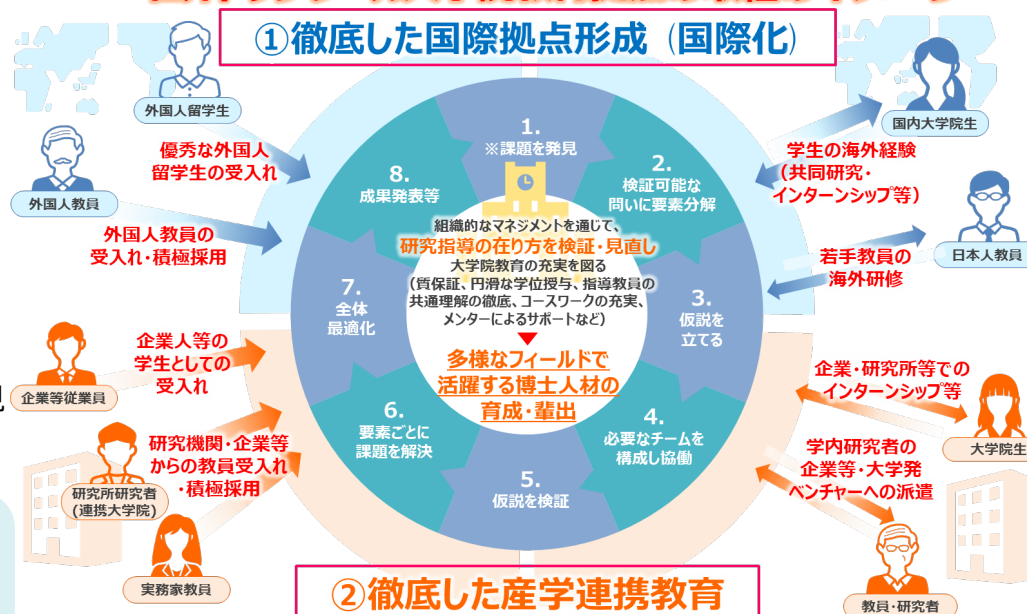 ①徹底した国際拠点形成（国際化）
外国人留学生
優秀な外国人
留学生の受入れ
外国人教員
外国人教員の
受入れ・積極採用
国内大学院生
学生の海外経験
（共同研究・
インターンシップ等）
日本人教員
若手教員の
海外研修
1.
※課題を発見
2.
検証可能な
問いに要素分解
3.
仮説を
立てる
4.
必要なチームを
構成し協働
5.
仮説を検証
6.
要素ごとに
課題を解決
7.
全体
最適化
8.
成果発表等
組織的なマネジメントを通じて、
研究指導の在り方を検証・見直し
大学院教育の充実を図る
（質保証、円滑な学位授与、指導教員の
共通理解の徹底、コースワークの充実、
メンターによるサポートなど）
多様なフィールドで
活躍する博士人材の
育成・輩出
企業人等の
学生としての
受入れ
企業等従業員
研究機関・企業等
からの教員受入れ
・積極採用
研究所研究者
(連携大学院)
実務家教員
企業・研究所等での
インターンシップ等
大学院生
学内研究者の
企業等・大学発
ベンチャーへの派遣
教員・研究者
②徹底した産学連携教育